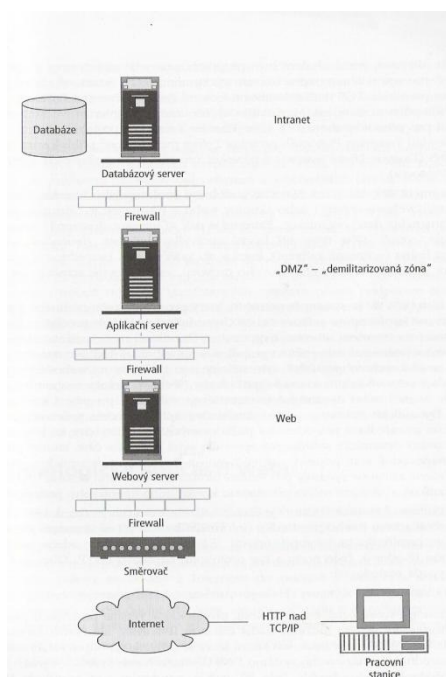 Databáze
Intranet
Databázový server
Firewall
„DMZ" – „demilitarizovaná zóna"
Aplikační server
Firewall
Web
Webový server
Firewall
Směrovač
Internet
HTTP nad
TCP/IP
Pracovní
stanice